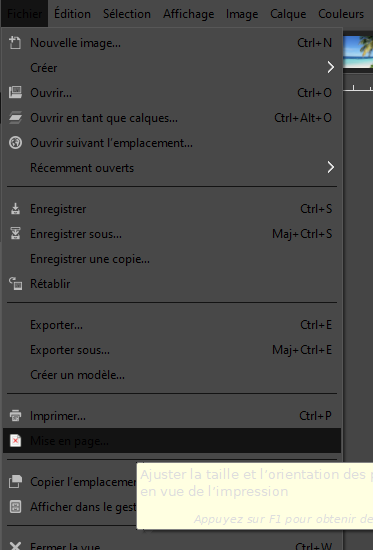 Fichier Édition Sélection Affichage Image Calque Couleurs
Nouvelle image... Ctrl+N
Créer
Ouvrir... Ctrl+O
Ouvrir en tant que calques... Ctrl+Alt+O
Ouvrir suivant l'emplacement...
Récemment ouverts
Enregistrer Ctrl+S
Enregistrer sous... Maj+Ctrl+S
Enregistrer une copie...
Rétablir
Exporter... Ctrl+E
Exporter sous... Maj+Ctrl+E
Créer un modèle...
Imprimer... Ctrl+P
Mise en page...
Ajuster la taille et l'orientation des
en vue de l'impression
Copier l'emplacemen
Afficher dans le gest
Appuyez sur F1 pour obtenir de
Fermer la vue Ctrl+W